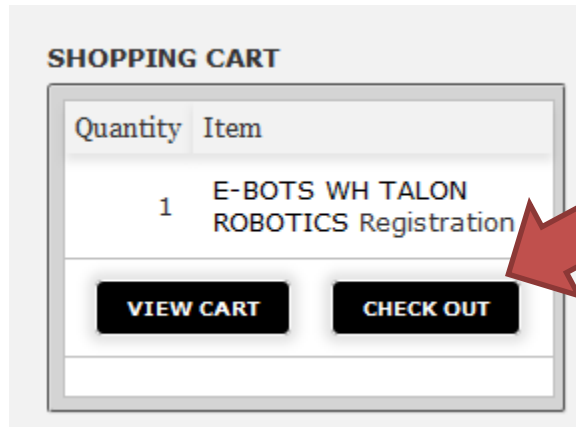 SHOPPING CART
Quantity Item
1 E-BOTS WH TALON
ROBOTICS Registration
VIEW CART CHECK OUT